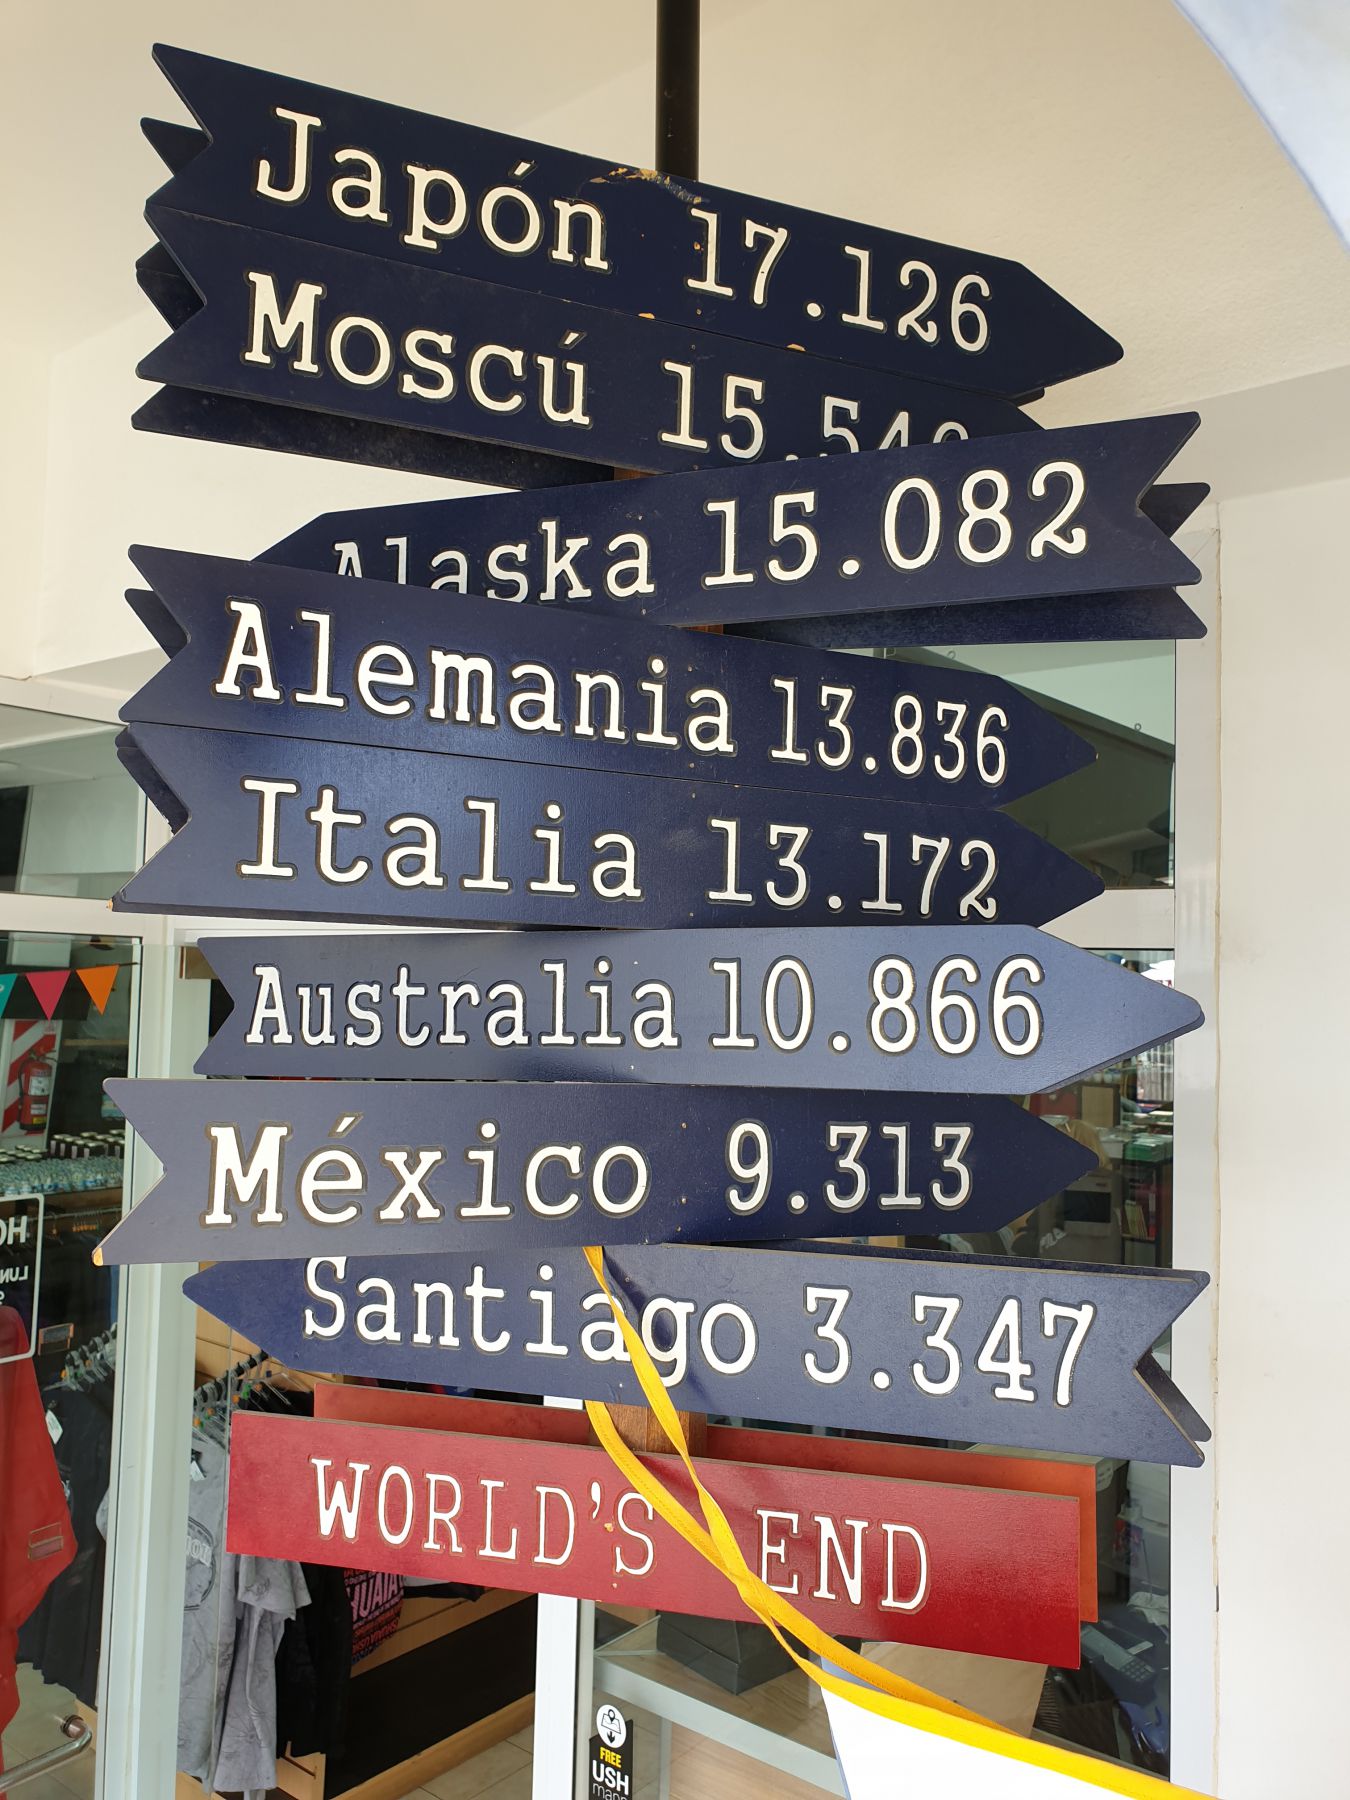 Japón 17.126
Moscú
Alaska 15.082
Alemania 13.836
Italia 13.172
Australia 10.866
México 9.313
Santiago 3.347
WORLD'S END
FREE
USH